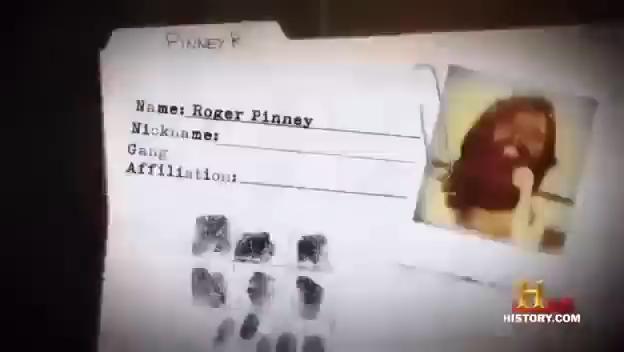 PINNEY R
Name: Roger Pinney
Nickname:
Gang
Affiliation:
H
HISTORY.COM